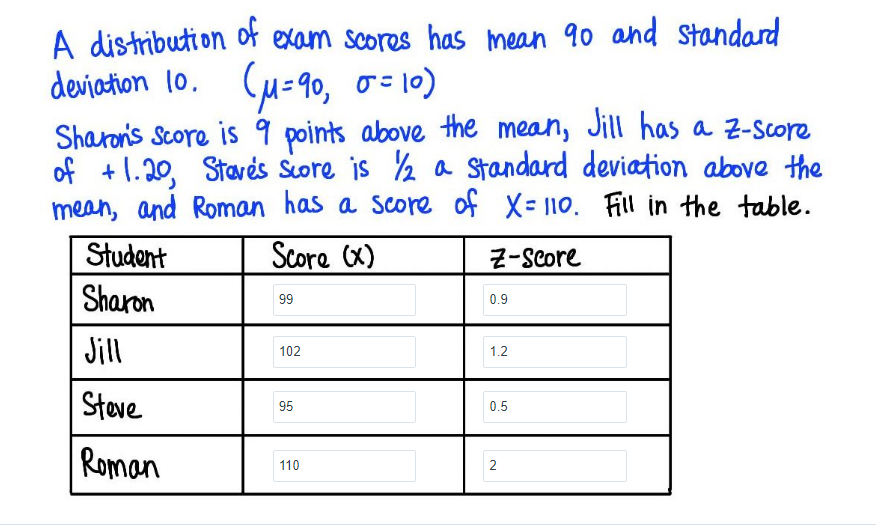 A distribution of exam scores has mean 90 and standard
deviation 10. (μ=90, σ=10)
Sharon's score is 9 points above the mean, Jill has a z-score
of +1.20, Steve's score is ½ a standard deviation above the
mean, and Roman has a score of X=110. Fill in the table.
Student Score (X) Z-score
Sharon 99 0.9
Jill 102 1.2
Steve 95 0.5
Roman 110 2